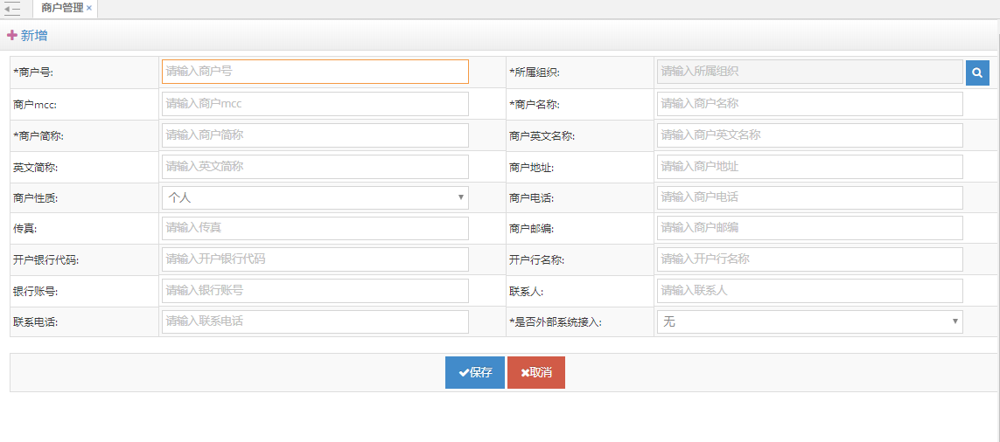 商户管理 ×
新增
*商户号: 请输入商户号 *所属组织: 请输入所属组织
商户mcc: 请输入商户mcc *商户名称: 请输入商户名称
*商户简称: 请输入商户简称 商户英文名称: 请输入商户英文名称
英文简称: 请输入英文简称 商户地址: 请输入商户地址
商户性质: 个人 商户电话: 请输入商户电话
传真: 请输入传真 商户邮编: 请输入商户邮编
开户银行代码: 请输入开户银行代码 开户行名称: 请输入开户行名称
银行账号: 请输入银行账号 联系人: 请输入联系人
联系电话: 请输入联系电话 *是否外部系统接入: 无
保存 取消